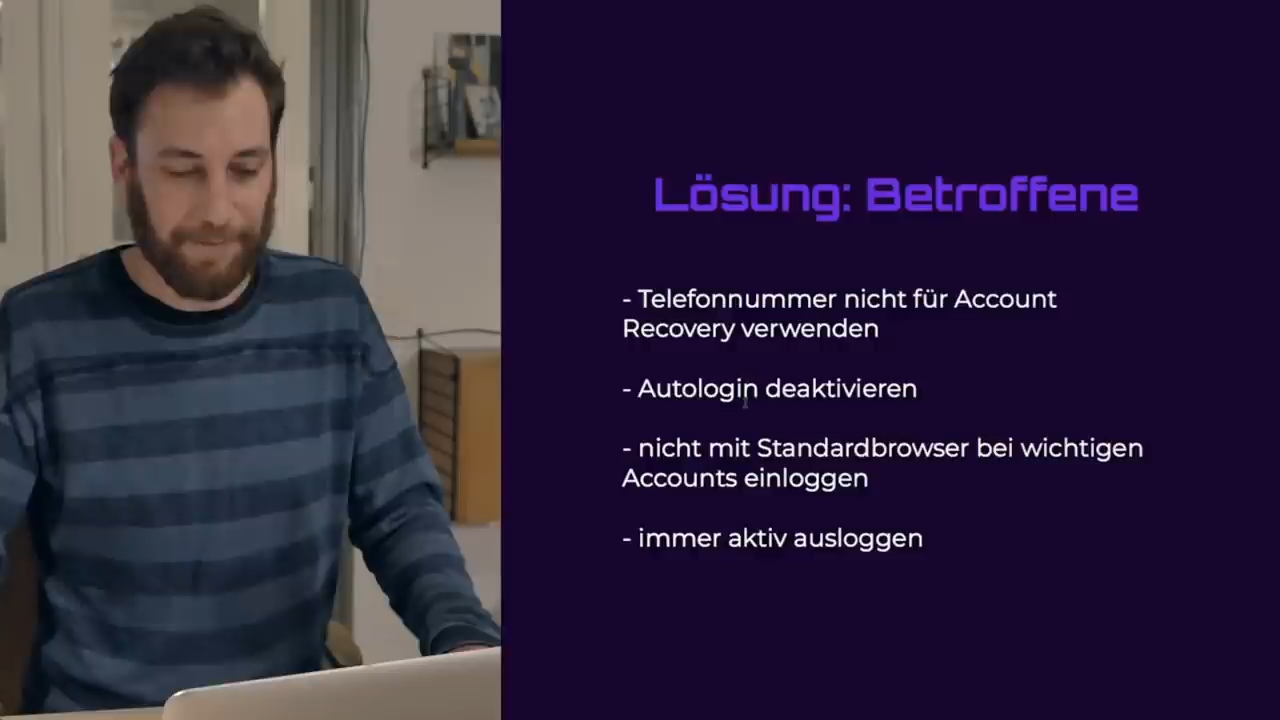 Lösung: Betroffene
- Telefonnummer nicht für Account
Recovery verwenden
- Autologin deaktivieren
- nicht mit Standardbrowser bei wichtigen
Accounts einloggen
- immer aktiv ausloggen